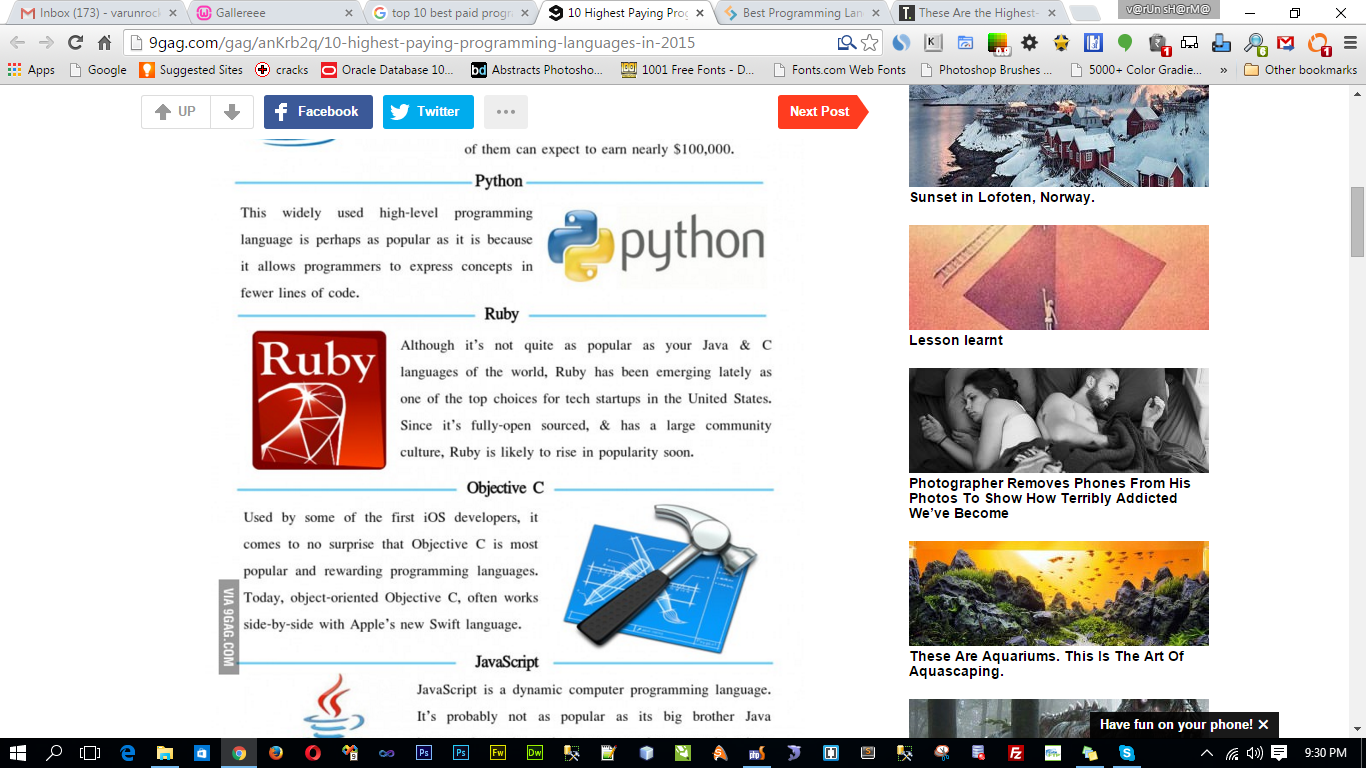 Inbox (173) - varunrock
Gallereee
top 10 best paid progra
10 Highest Paying Prog
Best Programming Lan
These Are the Highest-
v@rUn sH@rM@
9gag.com/gag/anKrb2q/10-highest-paying-programming-languages-in-2015
Apps
Google
Suggested Sites
cracks
Oracle Database 10...
Abstracts Photosho...
1001 Free Fonts - D...
Fonts.com Web Fonts
Photoshop Brushes ...
5000+ Color Gradie...
»
Other bookmarks
UP
Facebook
Twitter
Next Post
of them can expect to earn nearly $100,000.
Python
This widely used high-level programming
language is perhaps as popular as it is because
it allows programmers to express concepts in
fewer lines of code.
python
Ruby
Ruby
Although it's not quite as popular as your Java & C
languages of the world, Ruby has been emerging lately as
one of the top choices for tech startups in the United States.
Since it's fully-open sourced, & has a large community
culture, Ruby is likely to rise in popularity soon.
Objective C
Used by some of the first iOS developers, it
comes to no surprise that Objective C is most
popular and rewarding programming languages.
Today, object-oriented Objective C, often works
side-by-side with Apple's new Swift language.
VIA 9GAG.COM
JavaScript
JavaScript is a dynamic computer programming language.
It's probably not as popular as its big brother Java
Sunset in Lofoten, Norway.
Lesson learnt
Photographer Removes Phones From His
Photos To Show How Terribly Addicted
We've Become
These Are Aquariums. This Is The Art Of
Aquascaping.
Have fun on your phone! ×
9:30 PM